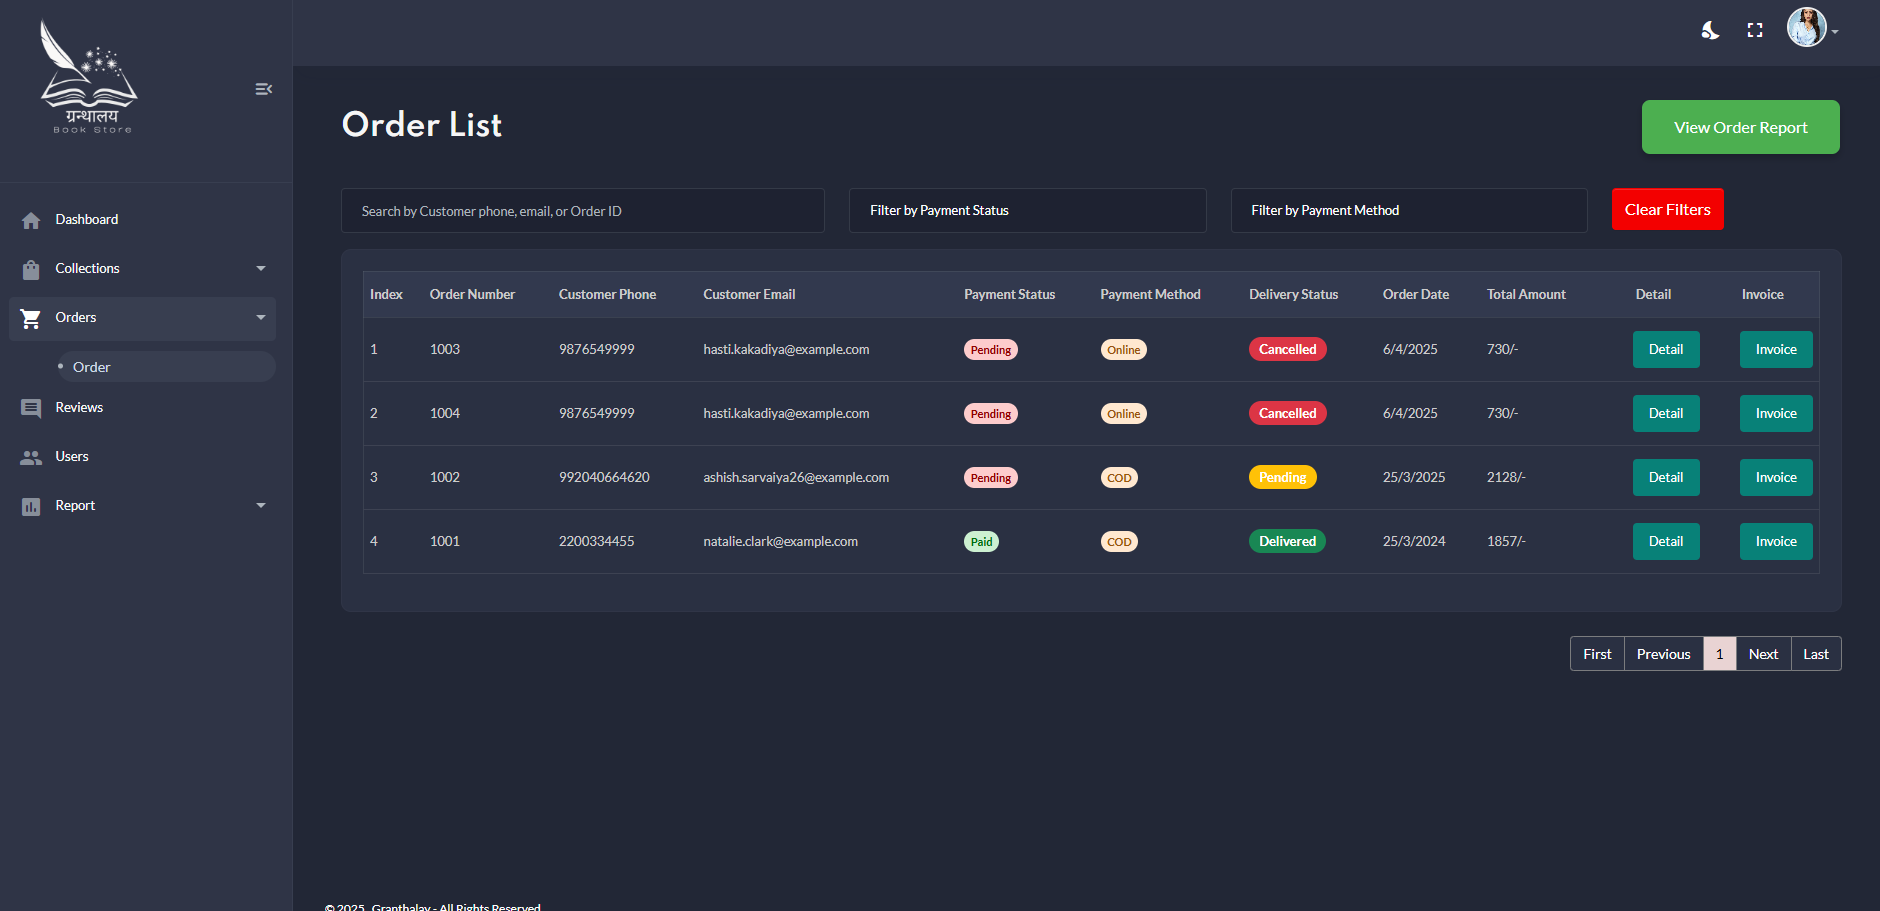 ग्रन्थालय
Book Store
Dashboard
Collections
Orders
Order
Reviews
Users
Report
Order List
View Order Report
Search by Customer phone, email, or Order ID
Filter by Payment Status
Filter by Payment Method
Clear Filters
Index Order Number Customer Phone Customer Email Payment Status Payment Method Delivery Status Order Date Total Amount Detail Invoice
1 1003 9876549999 hasti.kakadiya@example.com Pending Online Cancelled 6/4/2025 730/- Detail Invoice
2 1004 9876549999 hasti.kakadiya@example.com Pending Online Cancelled 6/4/2025 730/- Detail Invoice
3 1002 992040664620 ashish.sarvaiya26@example.com Pending COD Pending 25/3/2025 2128/- Detail Invoice
4 1001 2200334455 natalie.clark@example.com Paid COD Delivered 25/3/2024 1857/- Detail Invoice
First Previous 1 Next Last
© 2025 Granthalay - All Rights Reserved